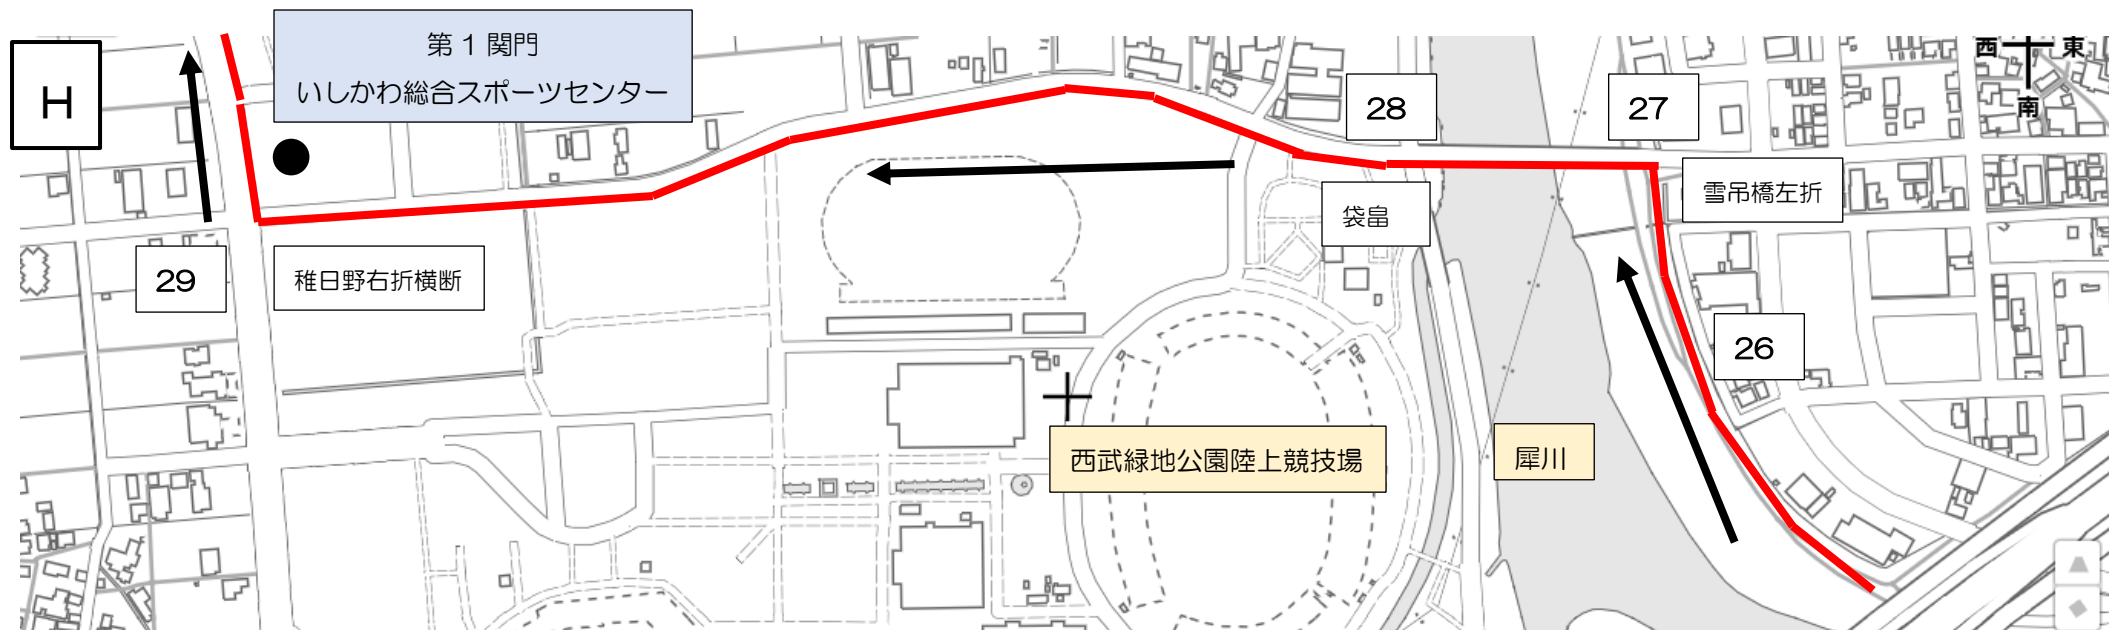 H
第 1 関門
いしかわ総合スポーツセンター
28
27
西 東
南
雪吊橋左折
袋畠
29
稚日野右折横断
26
西武緑地公園陸上競技場
犀川